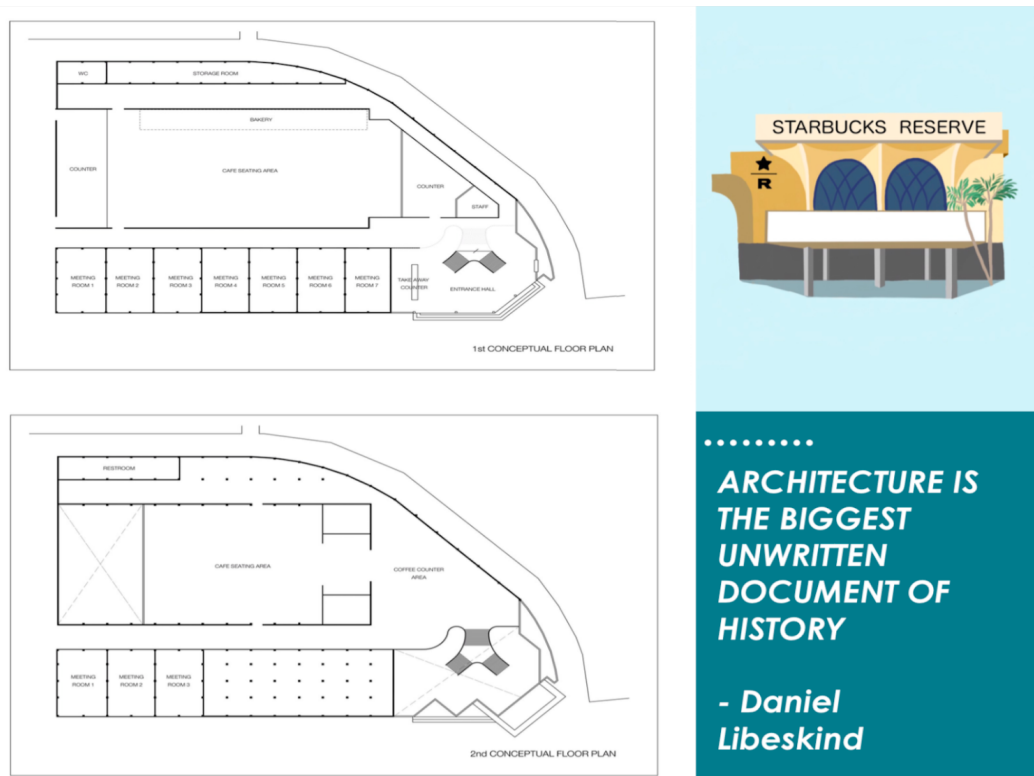 WC
STORAGE ROOM
BAKERY
COUNTER
CAFE SEATING AREA
COUNTER
STAFF
MEETING
ROOM 1
MEETING
ROOM 2
MEETING
ROOM 3
MEETING
ROOM 4
MEETING
ROOM 5
MEETING
ROOM 6
MEETING
ROOM 7
TAKE AWAY
COUNTER
ENTRANCE HALL
1st CONCEPTUAL FLOOR PLAN
RESTROOM
CAFE SEATING AREA
COFFEE COUNTER
AREA
MEETING
ROOM 1
MEETING
ROOM 2
MEETING
ROOM 3
2nd CONCEPTUAL FLOOR PLAN
STARBUCKS RESERVE
R
ARCHITECTURE IS
THE BIGGEST
UNWRITTEN
DOCUMENT OF
HISTORY
- Daniel
Libeskind